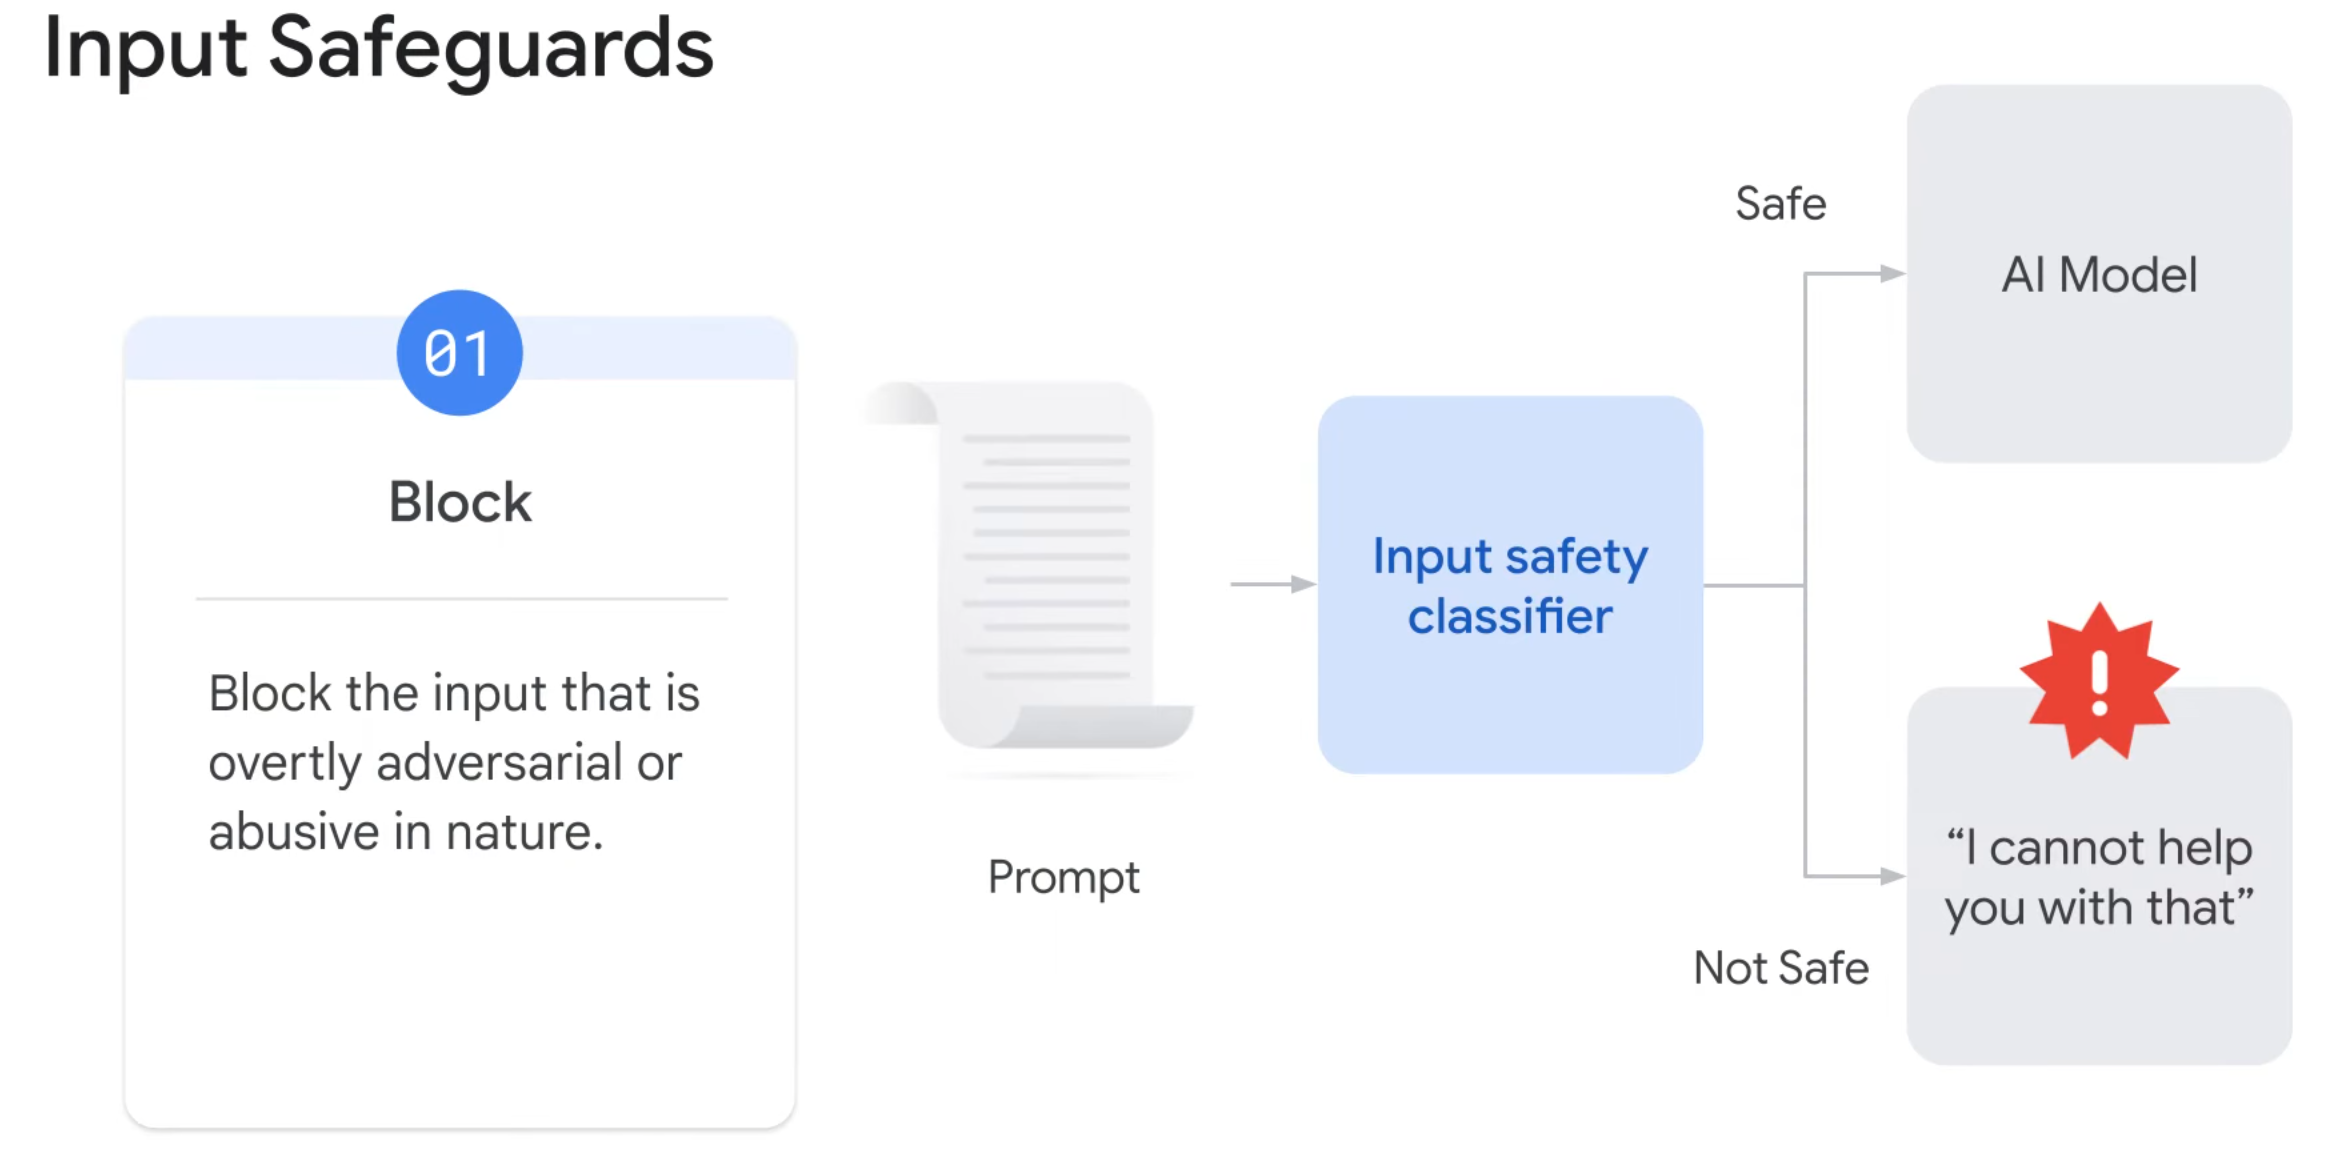 Input Safeguards
01
Block
Block the input that is
overtly adversarial or
abusive in nature.
Prompt
Input safety
classifier
Safe
AI Model
Not Safe
“I cannot help
you with that”